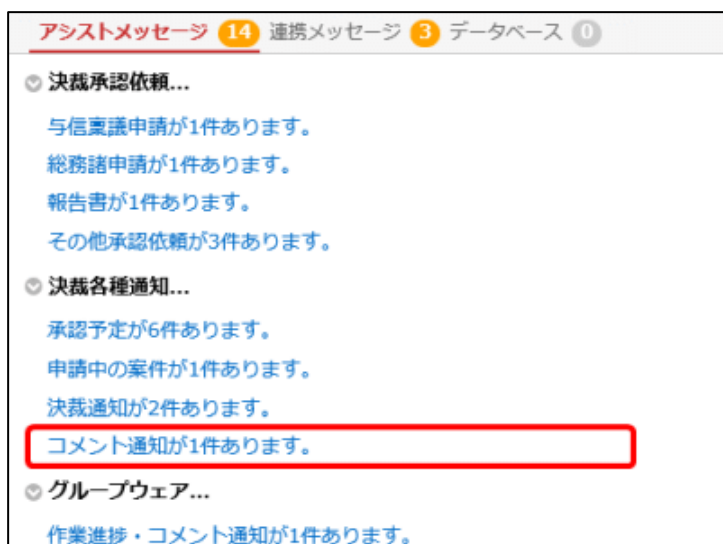 アシストメッセージ 14 連携メッセージ 3 データベース 0
決裁承認依頼...
与信稟議申請が1件あります。
総務諸申請が1件あります。
報告書が1件あります。
その他承認依頼が3件あります。
決裁各種通知...
承認予定が6件あります。
申請中の案件が1件あります。
決裁通知が2件あります。
コメント通知が1件あります。
グループウェア...
作業進捗・コメント通知が1件あります。